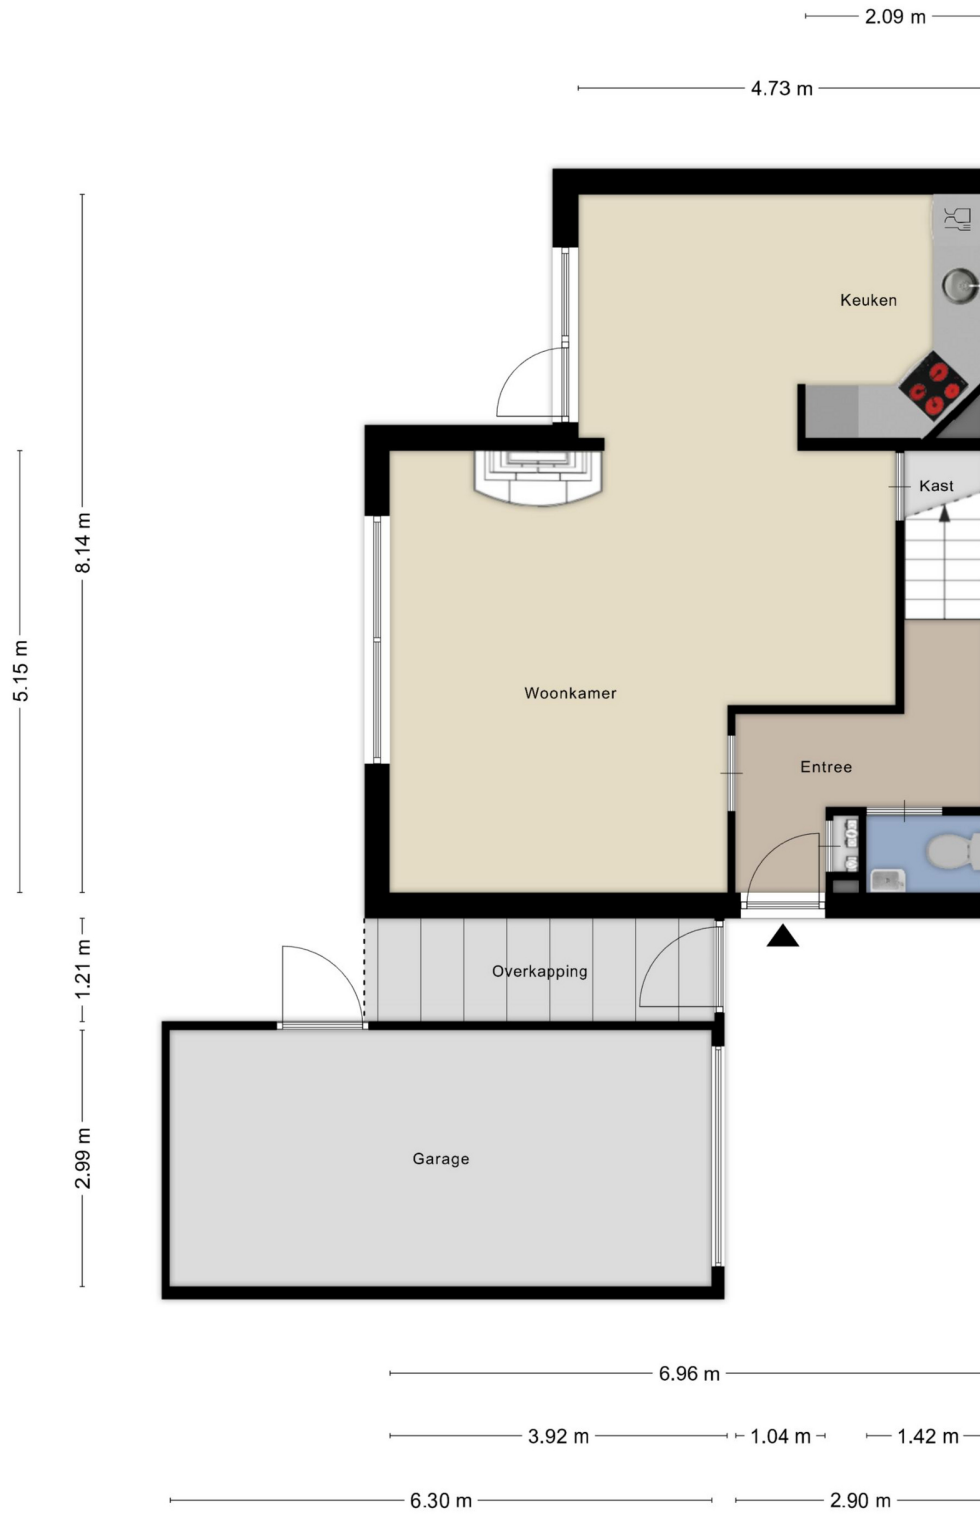 2.09 m
4.73 m
Keuken
Kast
8.14 m
5.15 m
Woonkamer
Entree
1.21 m
Overkapping
2.99 m
Garage
6.96 m
3.92 m
1.04 m
1.42 m
6.30 m
2.90 m